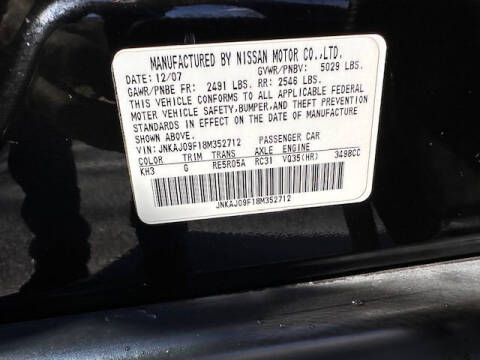 MANUFACTURED BY NISSAN MOTOR CO.,LTD.
DATE: 12/07 GVWR/PNBV: 5029 LBS.
GAWR/PNBE FR: 2491 LBS. RR: 2546 LBS.
THIS VEHICLE CONFORMS TO ALL APPLICABLE FEDERAL
MOTOR VEHICLE SAFETY,BUMPER,AND THEFT PREVENTION
STANDARDS IN EFFECT ON THE DATE OF MANUFACTURE
SHOWN ABOVE.
VIN: JNKAJ09F18M352712 PASSENGER CAR
COLOR TRIM TRANS AXLE ENGINE
KH3 G RE5R05A RC31 VQ35(HR) 3498CC
JNKAJ09F18M352712